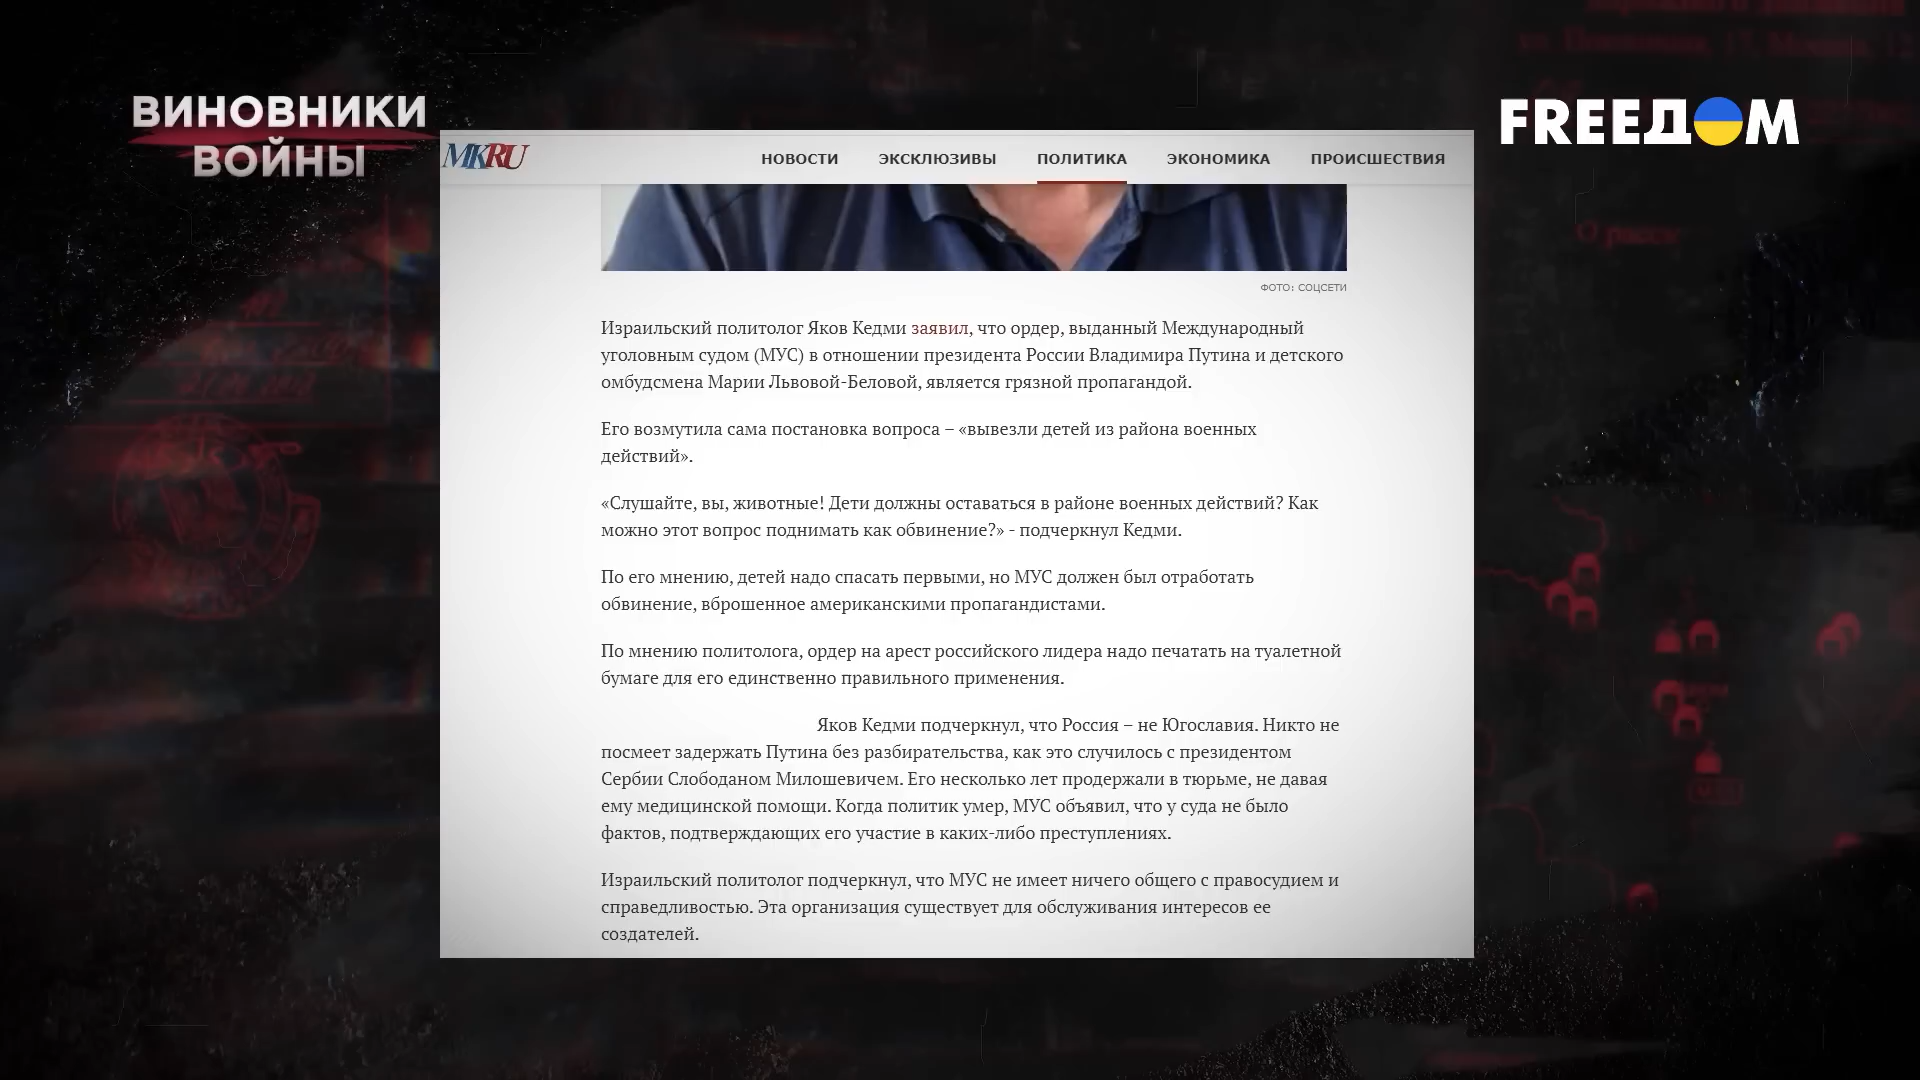 ВИНОВНИКИ
ВОЙНЫ
FREEДOM
MKRU
НОВОСТИ ЭКСКЛЮЗИВЫ ПОЛИТИКА ЭКОНОМИКА ПРОИСШЕСТВИЯ
ФОТО: СОЦСЕТИ
Израильский политолог Яков Кедми заявил, что ордер, выданный Международный
уголовным судом (МУС) в отношении президента России Владимира Путина и детского
омбудсмена Марии Львовой-Беловой, является грязной пропагандой.
Его возмутила сама постановка вопроса – «вывезли детей из района военных
действий».
«Слушайте, вы, животные! Дети должны оставаться в районе военных действий? Как
можно этот вопрос поднимать как обвинение?» - подчеркнул Кедми.
По его мнению, детей надо спасать первыми, но МУС должен был отработать
обвинение, вброшенное американскими пропагандистами.
По мнению политолога, ордер на арест российского лидера надо печатать на туалетной
бумаге для его единственно правильного применения.
Яков Кедми подчеркнул, что Россия – не Югославия. Никто не
посмеет задержать Путина без разбирательства, как это случилось с президентом
Сербии Слободаном Милошевичем. Его несколько лет продержали в тюрьме, не давая
ему медицинской помощи. Когда политик умер, МУС объявил, что у суда не было
фактов, подтверждающих его участие в каких-либо преступлениях.
Израильский политолог подчеркнул, что МУС не имеет ничего общего с правосудием и
справедливостью. Эта организация существует для обслуживания интересов ее
создателей.